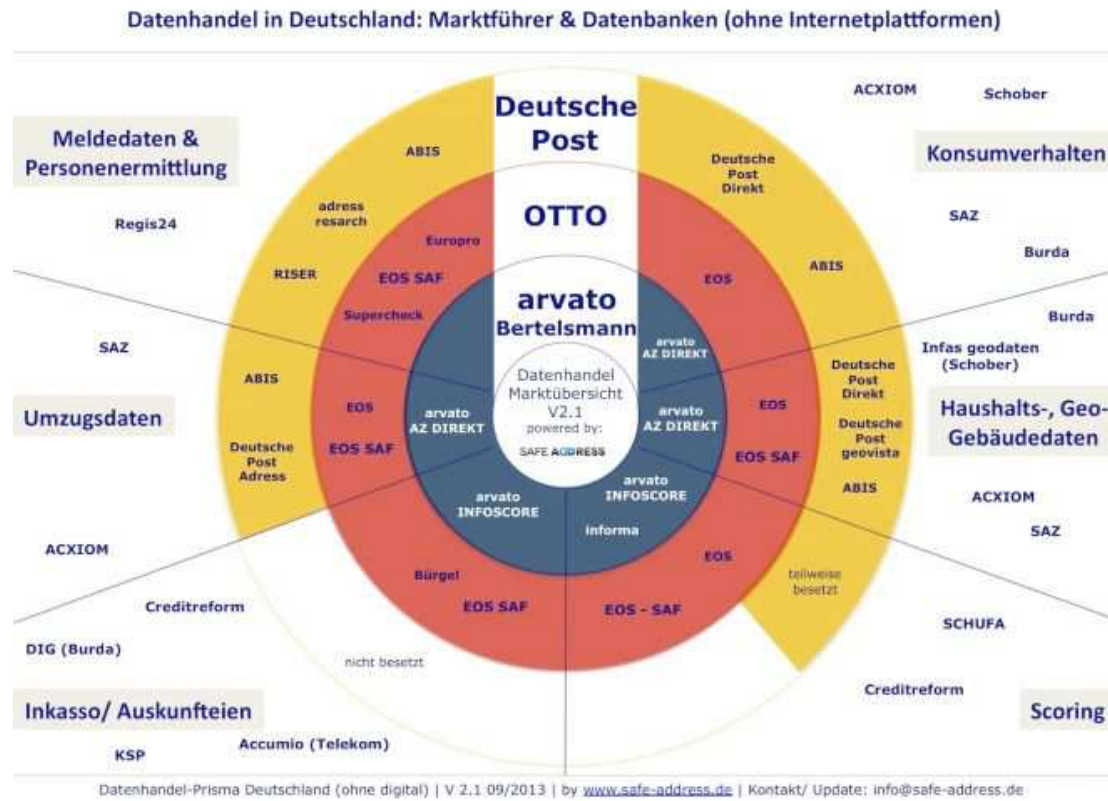 Datenhandel in Deutschland: Marktführer & Datenbanken (ohne Internetplattformen)
Deutsche
Post
OTTO
arvato
Bertelsmann
Datenhandel
Marktübersicht
V2.1
powered by:
SAFE ADDRESS
Meldedaten &
Personenermittlung
Regis24
ABIS
adress
resarch
RISER
Europro
EOS SAF
Supercheck
ACXIOM
Schober
Konsumverhalten
SAZ
Burda
Deutsche
Post
Direkt
ABIS
EOS
arvato
AZ DIREKT
SAZ
Umzugsdaten
ACXIOM
ABIS
Deutsche
Post
Adress
EOS
EOS SAF
arvato
AZ DIREKT
Burda
Infas geodaten
(Schober)
Haushalts-, Geo-
Gebäudedaten
ACXIOM
SAZ
Deutsche
Post
Direkt
Deutsche
Post
geovista
ABIS
EOS
EOS SAF
arvato
AZ DIREKT
arvato
INFOSCORE
Bürgel
EOS SAF
nicht besetzt
Creditreform
DIG (Burda)
Inkasso/ Auskunfteien
KSP
Accumio (Telekom)
arvato
INFOSCORE
informa
EOS
EOS - SAF
teilweise
besetzt
SCHUFA
Creditreform
Scoring
Datenhandel-Prisma Deutschland (ohne digital) | V 2.1 09/2013 | by www.safe-address.de | Kontakt/ Update: info@safe-address.de